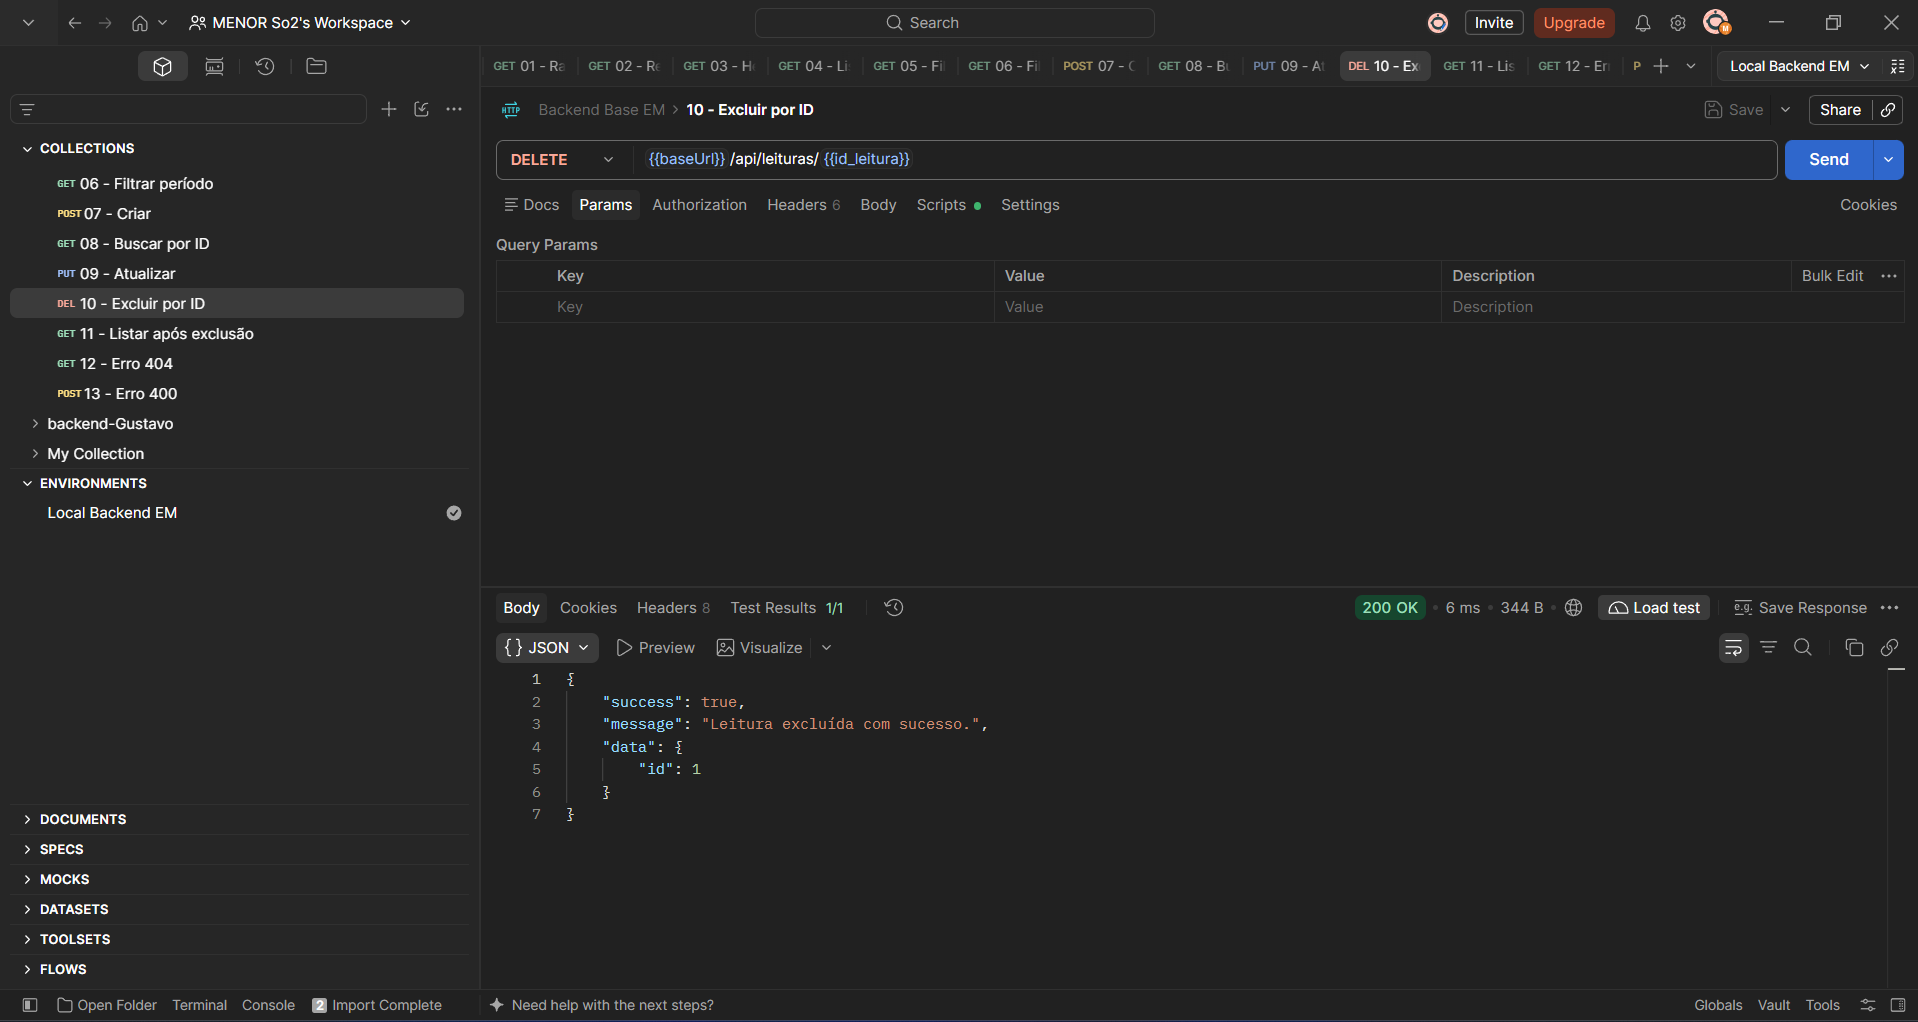 MENOR So2's Workspace
Search
Invite
Upgrade
GET 01 - Ra
GET 02 - Re
GET 03 - H
GET 04 - Li
GET 05 - Fi
GET 06 - Fi
POST 07 - C
GET 08 - Bu
PUT 09 - At
DEL 10 - Ex
GET 11 - Lis
GET 12 - Er
P
Local Backend EM
COLLECTIONS
GET 06 - Filtrar período
POST 07 - Criar
GET 08 - Buscar por ID
PUT 09 - Atualizar
DEL 10 - Excluir por ID
GET 11 - Listar após exclusão
GET 12 - Erro 404
POST 13 - Erro 400
backend-Gustavo
My Collection
ENVIRONMENTS
Local Backend EM
DOCUMENTS
SPECS
MOCKS
DATASETS
TOOLSETS
FLOWS
HTTP Backend Base EM > 10 - Excluir por ID
Save
Share
DELETE
{{baseUrl}} /api/leituras/ {{id_leitura}}
Send
Docs Params Authorization Headers 6 Body Scripts Settings
Cookies
Query Params
Key Value Description Bulk Edit
Key Value Description
Body Cookies Headers 8 Test Results 1/1
200 OK 6 ms 344 B
Load test
e.g. Save Response
{} JSON Preview Visualize
1 {
2 "success": true,
3 "message": "Leitura excluída com sucesso.",
4 "data": {
5 "id": 1
6 }
7 }
Open Folder Terminal Console 2 Import Complete
Need help with the next steps?
Globals Vault Tools